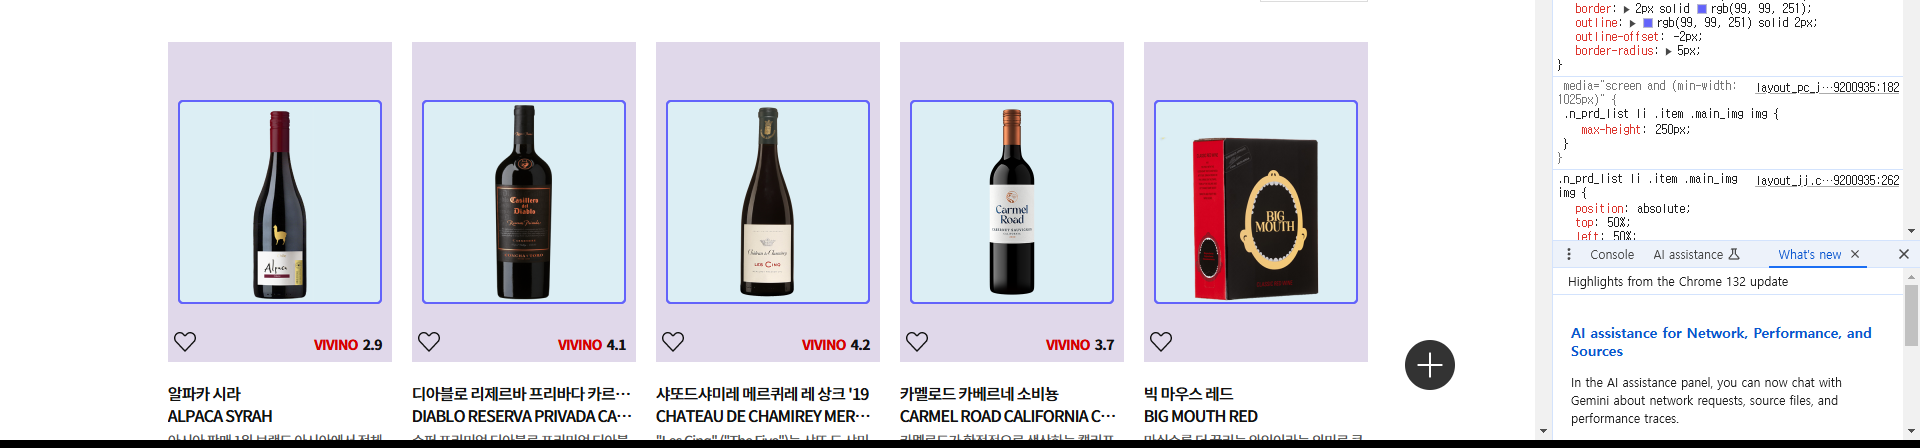 Alpaca
Casillero
del
Diablo
LES CINQ
Carmel
Road
BIG
MOUTH
VIVINO 2.9
VIVINO 4.1
VIVINO 4.2
VIVINO 3.7
알파카 시라
ALPACA SYRAH
디아블로 리제르바 프리바다 카르···
DIABLO RESERVA PRIVADA CA···
샤또드샤미레 메르퀴레 레 상크 '19
CHATEAU DE CHAMIREY MER···
카멜로드 카베르네 소비뇽
CARMEL ROAD CALIFORNIA C···
빅 마우스 레드
BIG MOUTH RED
border: ▶ 2px solid rgb(99, 99, 251);
outline: ▶ rgb(99, 99, 251) solid 2px;
outline-offset: -2px;
border-radius: ▶ 5px;
}
media="screen and (min-width: layout_pc_j···9200935:182
1025px)" {
.n_prd_list li .item .main_img img {
max-height: 250px;
}
}
.n_prd_list li .item .main_img layout_jj.c···9200935:262
img {
position: absolute;
top: 50%;
left: 50%;
Console AI assistance What's new ×
Highlights from the Chrome 132 update
AI assistance for Network, Performance, and
Sources
In the AI assistance panel, you can now chat with
Gemini about network requests, source files, and
performance traces.